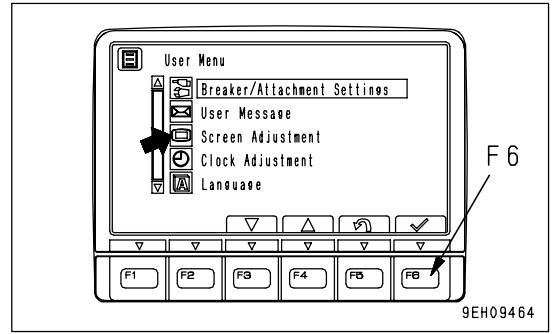 User Menu
Breaker/Attachment Settings
User Message
Screen Adjustment
Clock Adjustment
A Language
F6
F1 F2 F3 F4 F5 F6
9EH09464